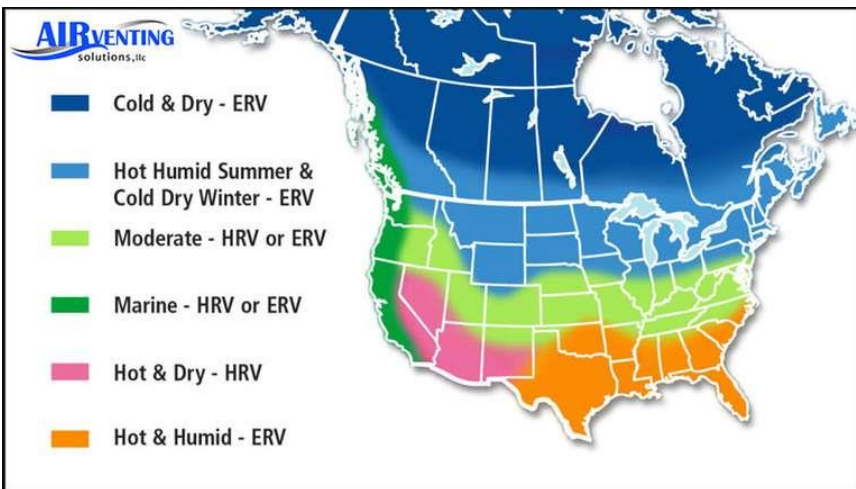 AIRVENTING
solutions,llc
Cold & Dry - ERV
Hot Humid Summer &
Cold Dry Winter - ERV
Moderate - HRV or ERV
Marine - HRV or ERV
Hot & Dry - HRV
Hot & Humid - ERV